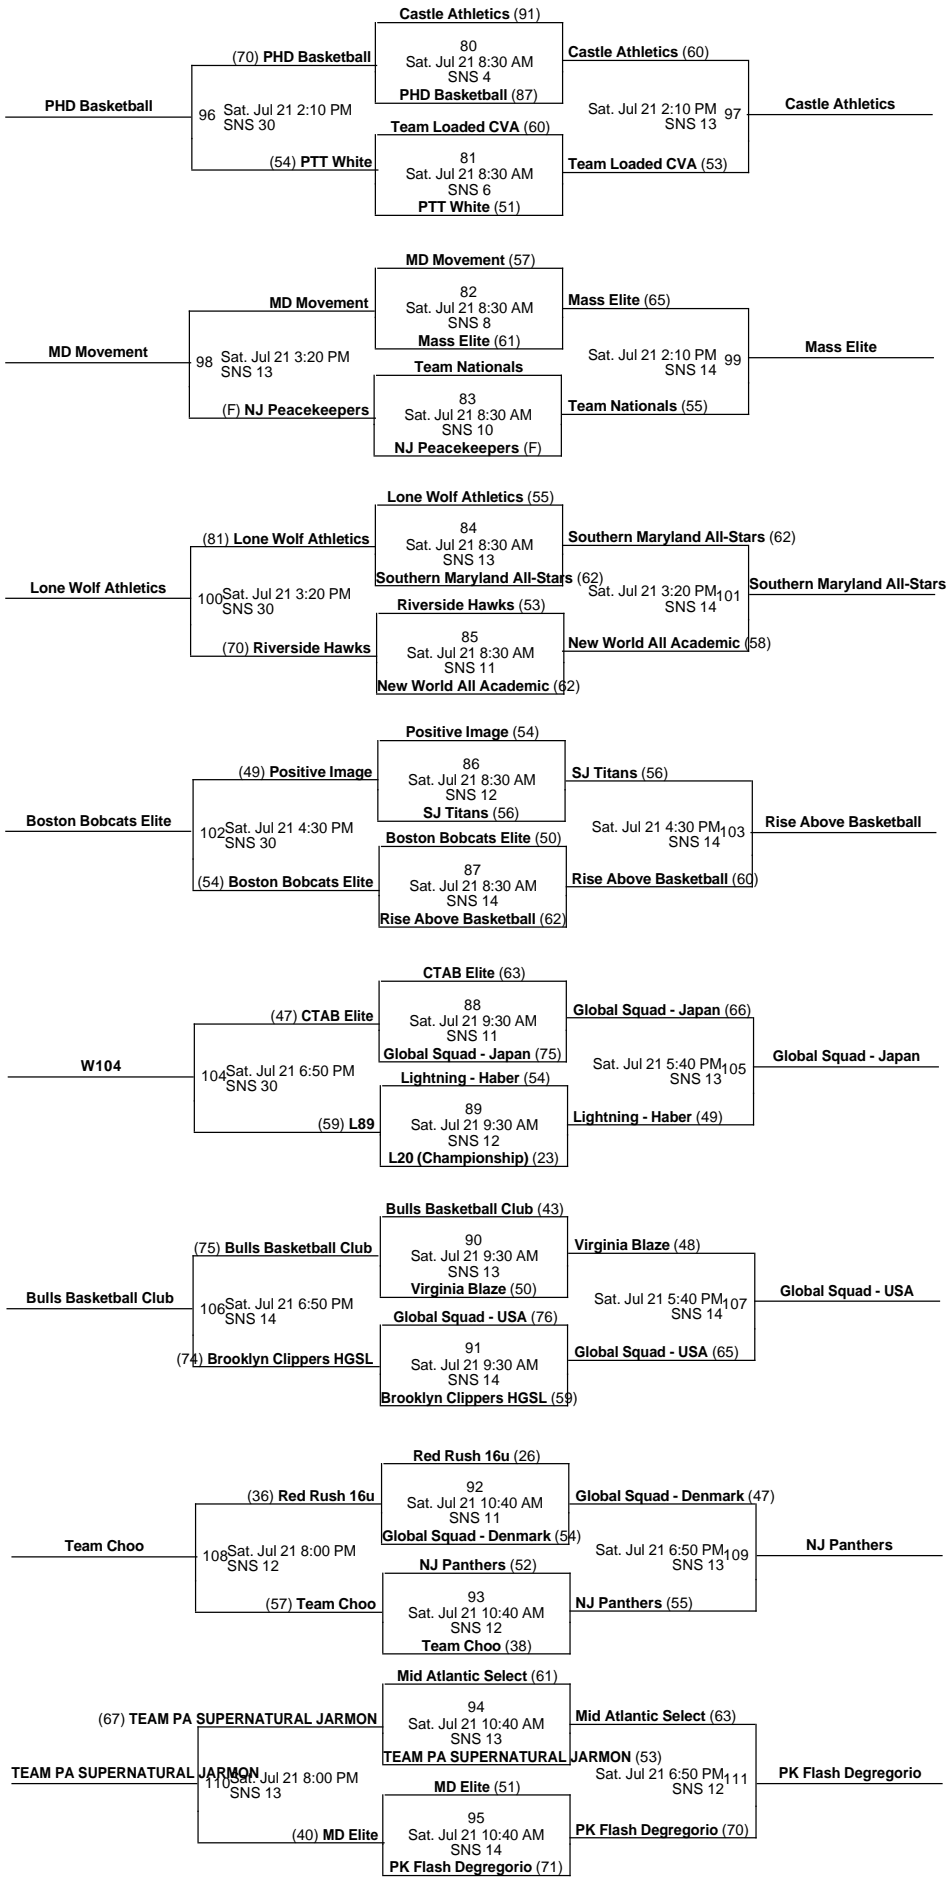 Castle Athletics (91)
80
(70) PHD Basketball
Castle Athletics (60)
Sat. Jul 21 8:30 AM
SNS 4
PHD Basketball (87)
PHD Basketball
96 Sat. Jul 21 2:10 PM
SNS 30
Sat. Jul 21 2:10 PM 97
SNS 13
Castle Athletics
Team Loaded CVA (60)
81
(54) PTT White
Team Loaded CVA (53)
Sat. Jul 21 8:30 AM
SNS 6
PTT White (51)
MD Movement (57)
82
MD Movement
Mass Elite (65)
Sat. Jul 21 8:30 AM
SNS 8
Mass Elite (61)
MD Movement
98 Sat. Jul 21 3:20 PM
SNS 13
Sat. Jul 21 2:10 PM 99
SNS 14
Mass Elite
Team Nationals
83
(F) NJ Peacekeepers
Team Nationals (55)
Sat. Jul 21 8:30 AM
SNS 10
NJ Peacekeepers (F)
Lone Wolf Athletics (55)
84
(81) Lone Wolf Athletics
Southern Maryland All-Stars (62)
Sat. Jul 21 8:30 AM
SNS 13
Southern Maryland All-Stars (62)
Lone Wolf Athletics
100 Sat. Jul 21 3:20 PM
SNS 30
Sat. Jul 21 3:20 PM 101
SNS 14
Southern Maryland All-Stars
Riverside Hawks (53)
85
(70) Riverside Hawks
New World All Academic (58)
Sat. Jul 21 8:30 AM
SNS 11
New World All Academic (62)
Positive Image (54)
86
(49) Positive Image
SJ Titans (56)
Sat. Jul 21 8:30 AM
SNS 12
SJ Titans (56)
Boston Bobcats Elite
102 Sat. Jul 21 4:30 PM
SNS 30
Sat. Jul 21 4:30 PM 103
SNS 14
Rise Above Basketball
Boston Bobcats Elite (50)
87
(54) Boston Bobcats Elite
Rise Above Basketball (60)
Sat. Jul 21 8:30 AM
SNS 14
Rise Above Basketball (62)
CTAB Elite (63)
88
(47) CTAB Elite
Global Squad - Japan (66)
Sat. Jul 21 9:30 AM
SNS 11
Global Squad - Japan (75)
W104
104 Sat. Jul 21 6:50 PM
SNS 30
Sat. Jul 21 5:40 PM 105
SNS 13
Global Squad - Japan
Lightning - Haber (54)
89
(59) L89
Lightning - Haber (49)
Sat. Jul 21 9:30 AM
SNS 12
L20 (Championship) (23)
Bulls Basketball Club (43)
90
(75) Bulls Basketball Club
Virginia Blaze (48)
Sat. Jul 21 9:30 AM
SNS 13
Virginia Blaze (50)
Bulls Basketball Club
106 Sat. Jul 21 6:50 PM
SNS 14
Sat. Jul 21 5:40 PM 107
SNS 14
Global Squad - USA
Global Squad - USA (76)
91
(74) Brooklyn Clippers HGSL
Global Squad - USA (65)
Sat. Jul 21 9:30 AM
SNS 14
Brooklyn Clippers HGSL (59)
Red Rush 16u (26)
92
(36) Red Rush 16u
Global Squad - Denmark (47)
Sat. Jul 21 10:40 AM
SNS 11
Global Squad - Denmark (54)
Team Choo
108 Sat. Jul 21 8:00 PM
SNS 12
Sat. Jul 21 6:50 PM 109
SNS 13
NJ Panthers
NJ Panthers (52)
93
(57) Team Choo
NJ Panthers (55)
Sat. Jul 21 10:40 AM
SNS 12
Team Choo (38)
Mid Atlantic Select (61)
94
(67) TEAM PA SUPERNATURAL JARMON
Mid Atlantic Select (63)
Sat. Jul 21 10:40 AM
SNS 13
TEAM PA SUPERNATURAL JARMON (53)
TEAM PA SUPERNATURAL JARMON
110 Sat. Jul 21 8:00 PM
SNS 13
Sat. Jul 21 6:50 PM 111
SNS 12
PK Flash Degregorio
MD Elite (51)
95
(40) MD Elite
PK Flash Degregorio (70)
Sat. Jul 21 10:40 AM
SNS 14
PK Flash Degregorio (71)